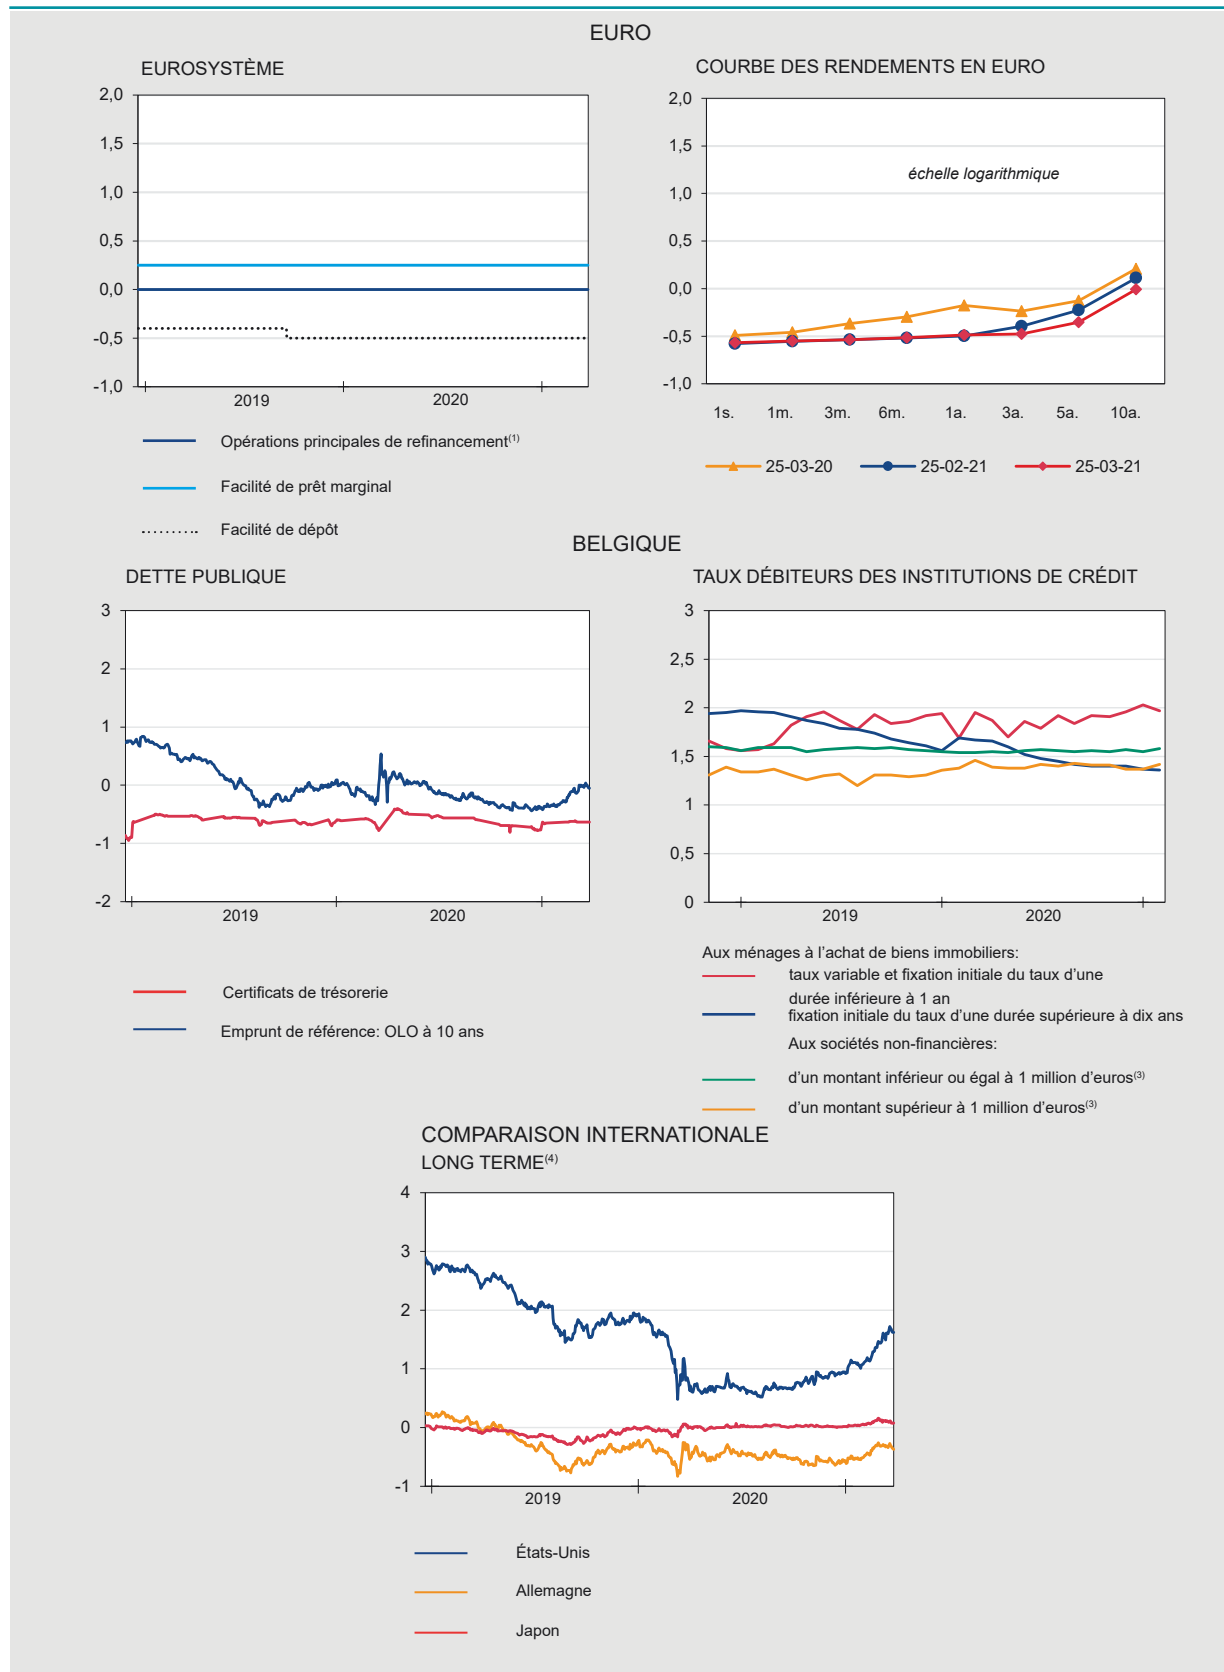 EURO
EUROSYSTÈME
2,0
1,5
1,0
0,5
0,0
-0,5
-1,0
2019
2020
Opérations principales de refinancement(1)
Facilité de prêt marginal
Facilité de dépôt
COURBE DES RENDEMENTS EN EURO
2,0
1,5
1,0
0,5
0,0
-0,5
-1,0
échelle logarithmique
1s. 1m. 3m. 6m. 1a. 3a. 5a. 10a.
25-03-20 25-02-21 25-03-21
BELGIQUE
DETTE PUBLIQUE
3
2
1
0
-1
-2
2019
2020
Certificats de trésorerie
Emprunt de référence: OLO à 10 ans
TAUX DÉBITEURS DES INSTITUTIONS DE CRÉDIT
3
2,5
2
1,5
1
0,5
0
2019
2020
Aux ménages à l’achat de biens immobiliers:
taux variable et fixation initiale du taux d’une
durée inférieure à 1 an
fixation initiale du taux d’une durée supérieure à dix ans
Aux sociétés non-financières:
d’un montant inférieur ou égal à 1 million d’euros(3)
d’un montant supérieur à 1 million d’euros(3)
COMPARAISON INTERNATIONALE
LONG TERME(4)
4
3
2
1
0
-1
2019
2020
États-Unis
Allemagne
Japon